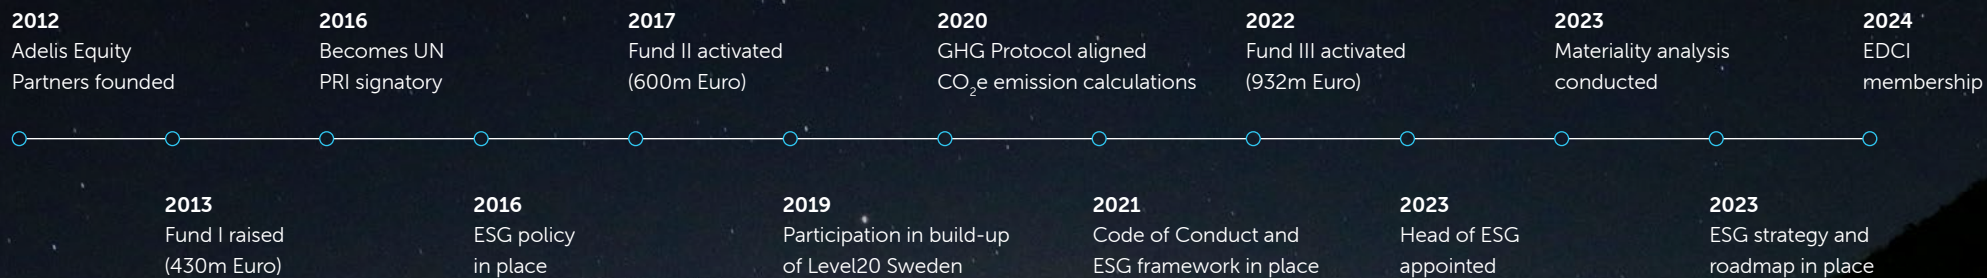 2012
Adelis Equity
Partners founded
2013
Fund I raised
(430m Euro)
2016
Becomes UN
PRI signatory
2016
ESG policy
in place
2017
Fund II activated
(600m Euro)
2019
Participation in build-up
of Level20 Sweden
2020
GHG Protocol aligned
CO₂e emission calculations
2021
Code of Conduct and
ESG framework in place
2022
Fund III activated
(932m Euro)
2023
Head of ESG
appointed
2023
Materiality analysis
conducted
2023
ESG strategy and
roadmap in place
2024
EDCI
membership